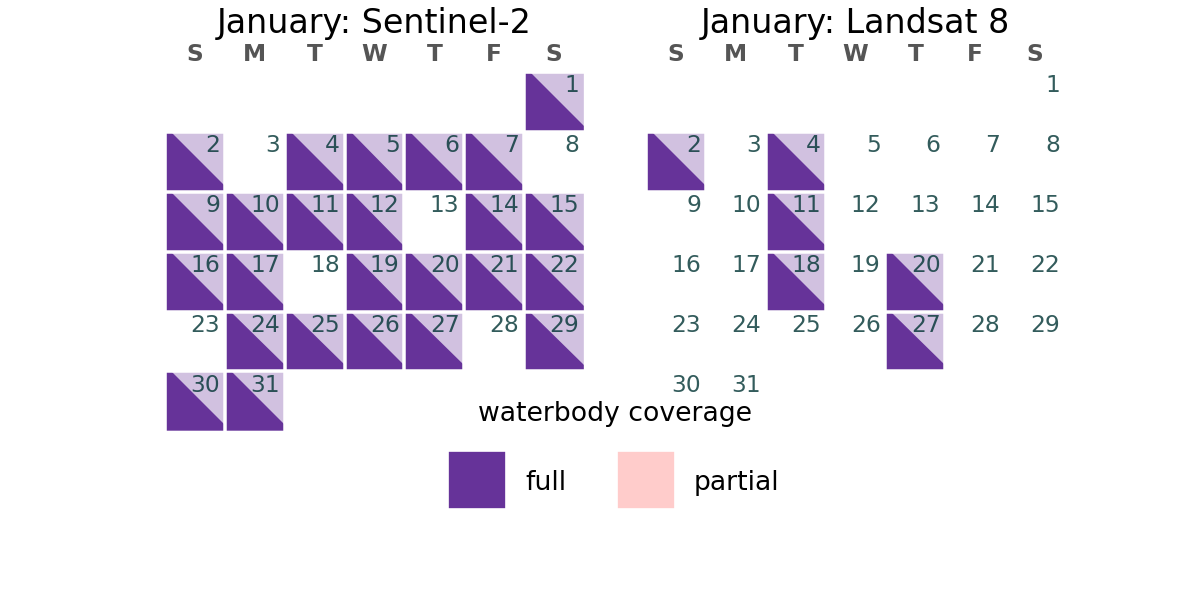 January: Sentinel-2
S M T W T F S
1
2 3 4 5 6 7 8
9 10 11 12 13 14 15
16 17 18 19 20 21 22
23 24 25 26 27 28 29
30 31
January: Landsat 8
S M T W T F S
1
2 3 4 5 6 7 8
9 10 11 12 13 14 15
16 17 18 19 20 21 22
23 24 25 26 27 28 29
30 31
waterbody coverage
full partial